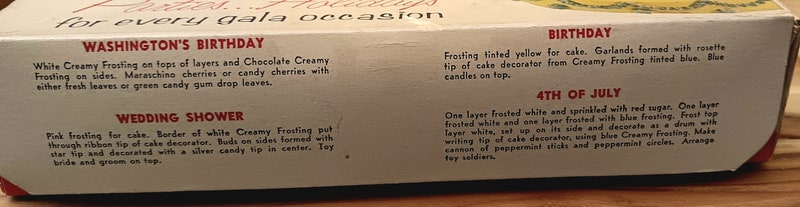 Parties... Holidays
for every gala occasion
WASHINGTON'S BIRTHDAY
White Creamy Frosting on tops of layers and Chocolate Creamy
Frosting on sides. Maraschino cherries or candy cherries with
either fresh leaves or green candy gum drop leaves.
WEDDING SHOWER
Pink frosting for cake. Border of white Creamy Frosting put
through ribbon tip of cake decorator. Buds on sides formed with
star tip and decorated with a silver candy tip in center. Toy
bride and groom on top.
BIRTHDAY
Frosting tinted yellow for cake. Garlands formed with rosette
tip of cake decorator from Creamy Frosting tinted blue. Blue
candles on top.
4TH OF JULY
One layer frosted white and sprinkled with red sugar. One layer
frosted white and one layer frosted with blue frosting. Frost top
layer white, set up on its side and decorate as a drum with
writing tip of cake decorator, using blue Creamy Frosting. Make
cannon of peppermint sticks and peppermint circles. Arrange
toy soldiers.